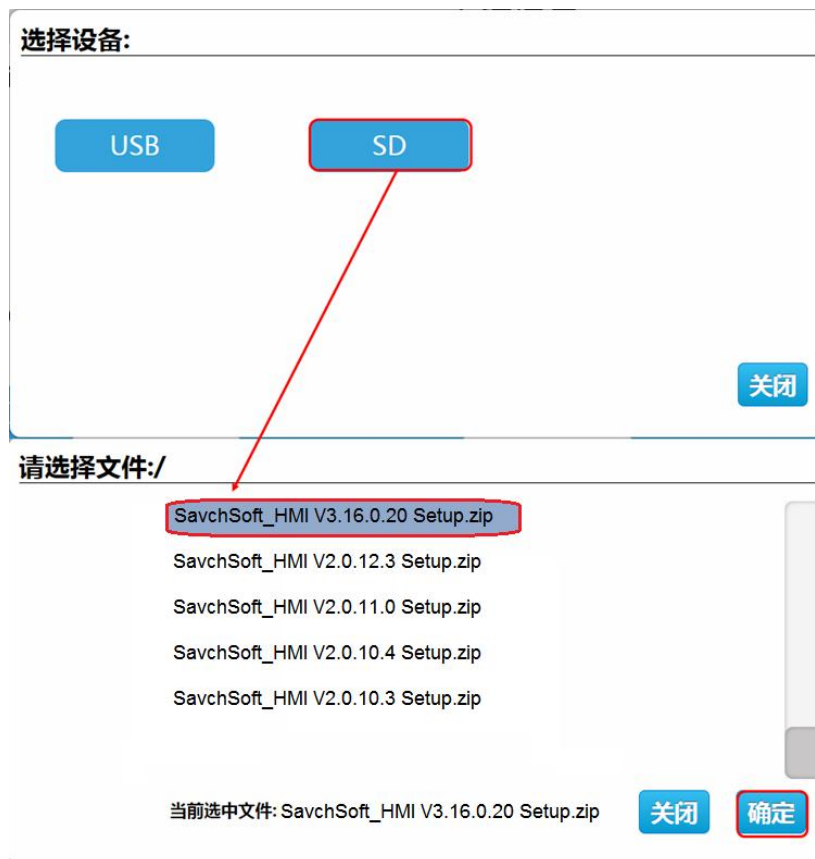 选择设备:
USB
SD
关闭
请选择文件:/
SavchSoft_HMI V3.16.0.20 Setup.zip
SavchSoft_HMI V2.0.12.3 Setup.zip
SavchSoft_HMI V2.0.11.0 Setup.zip
SavchSoft_HMI V2.0.10.4 Setup.zip
SavchSoft_HMI V2.0.10.3 Setup.zip
当前选中文件: SavchSoft_HMI V3.16.0.20 Setup.zip
关闭
确定